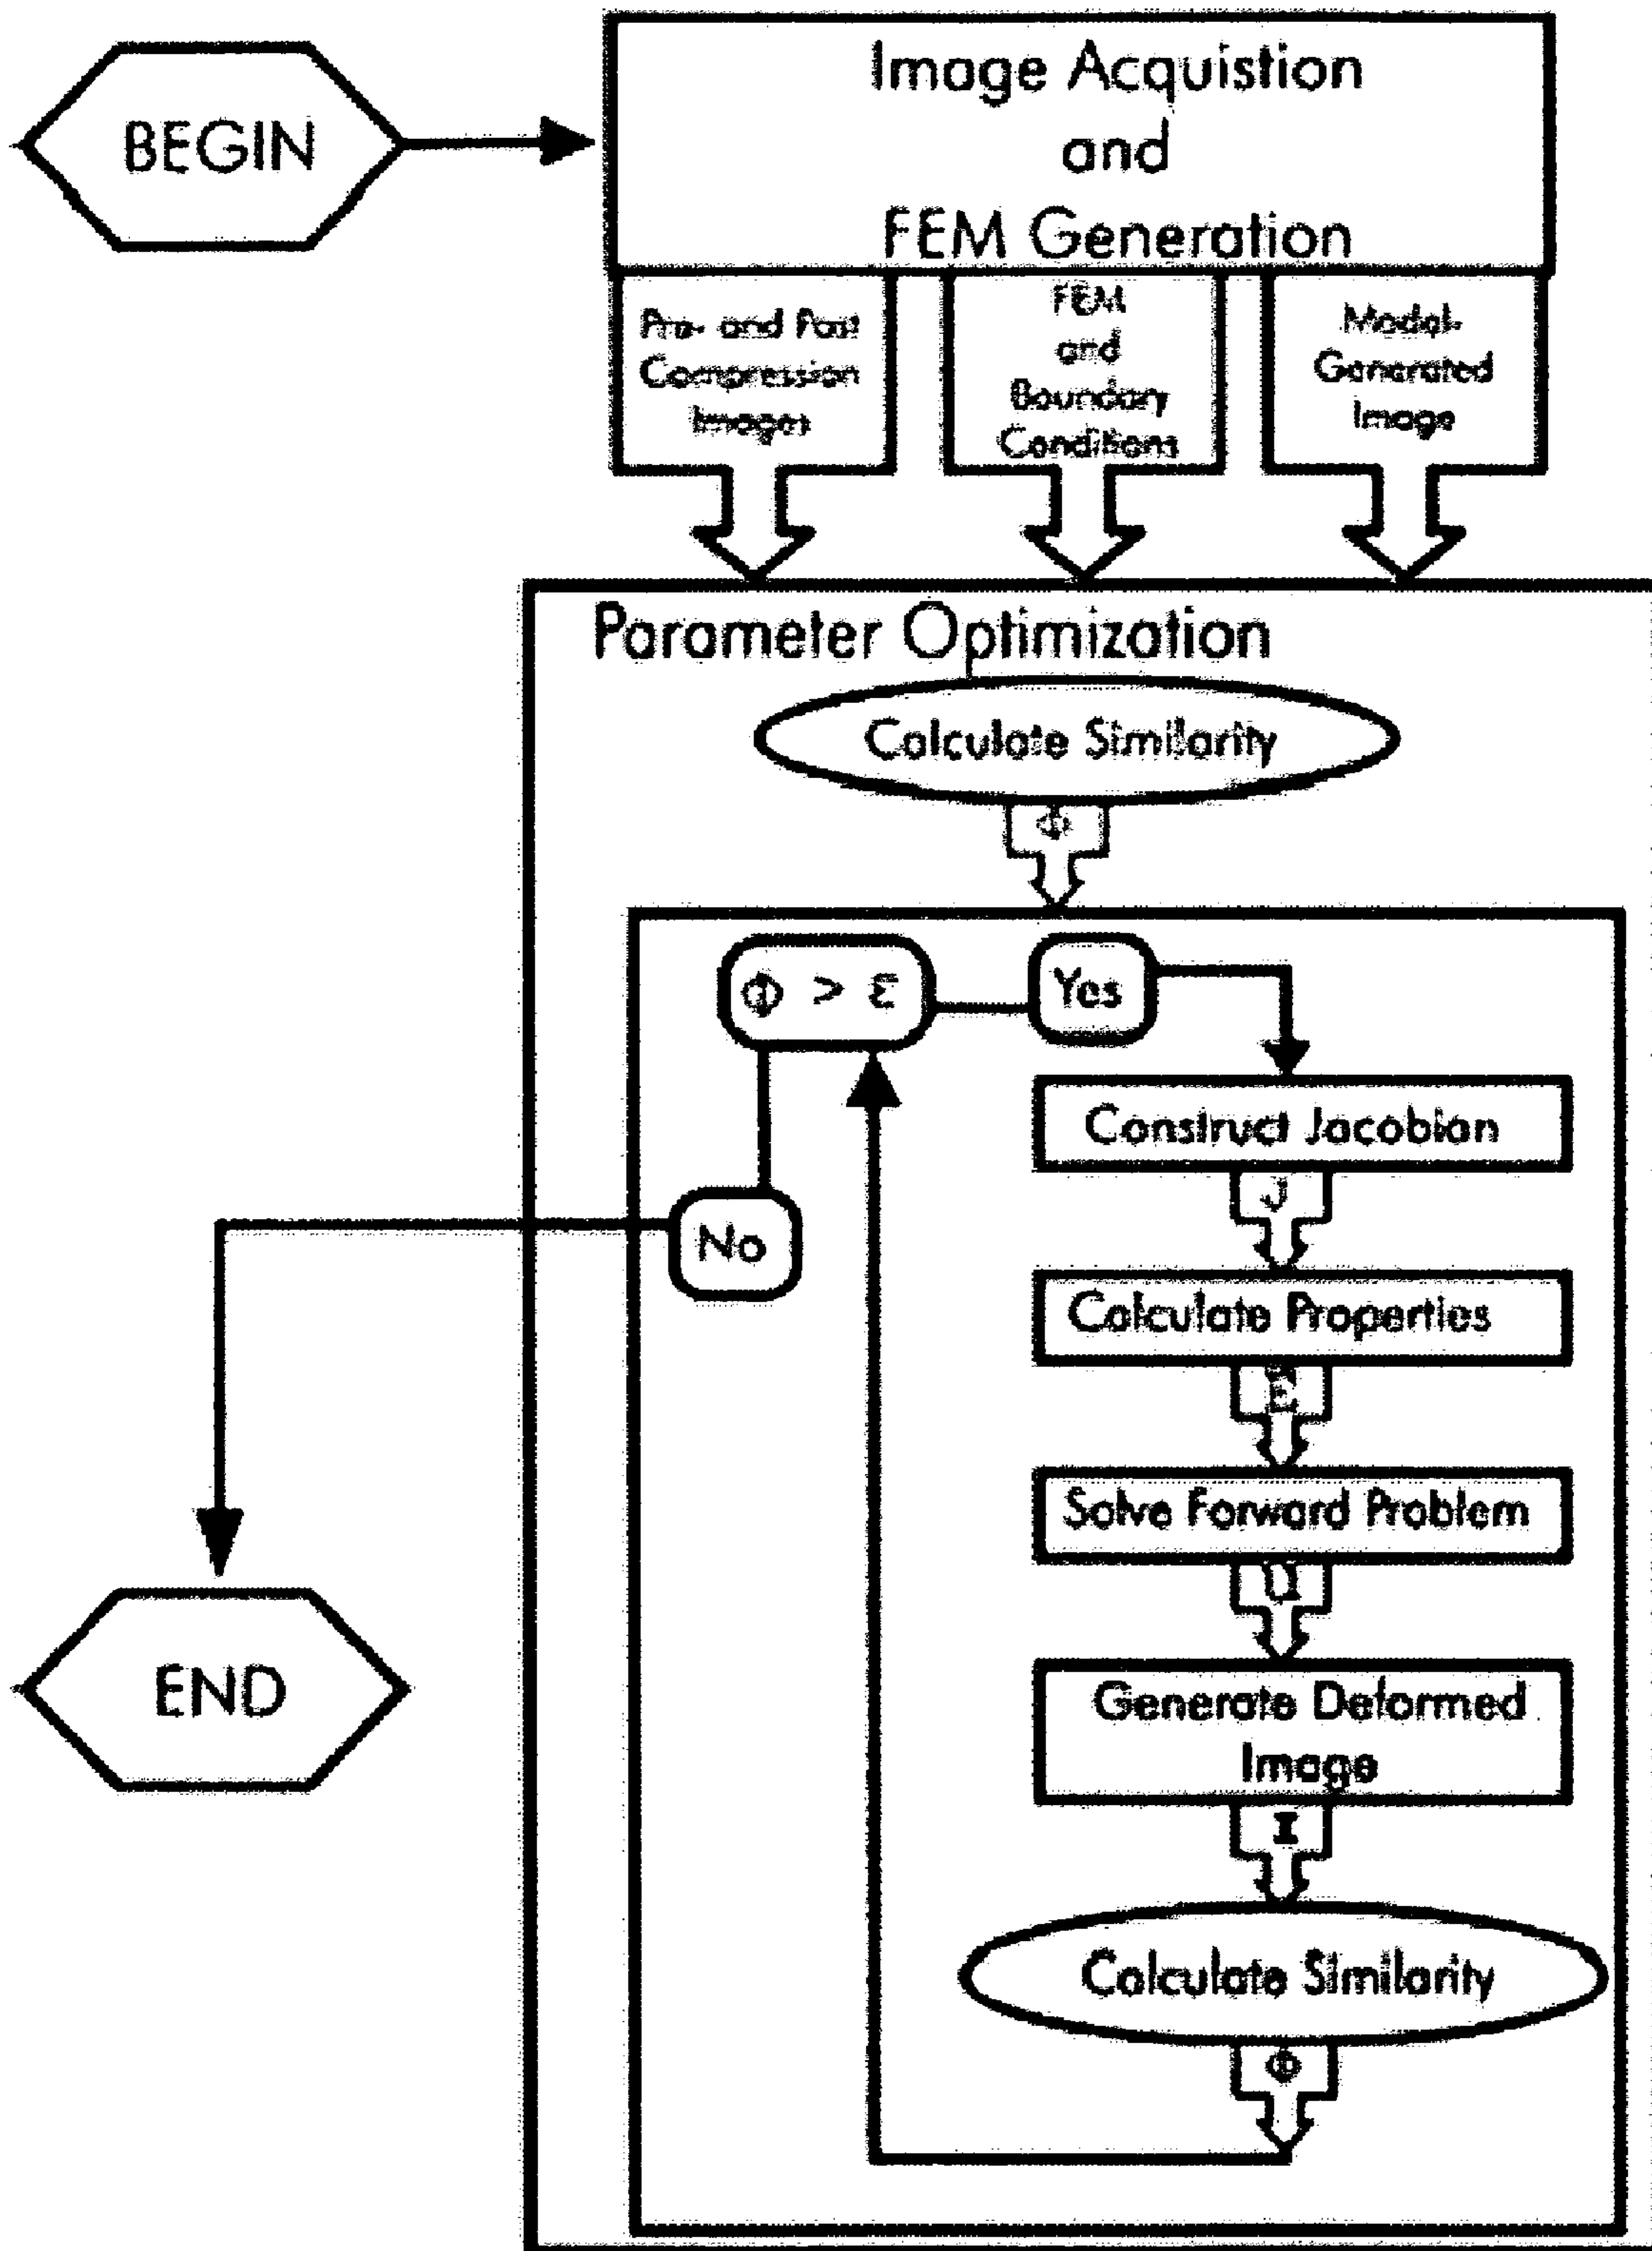 BEGIN
Image Acquistion
and
FEM Generation
Pre- and Post
Compression
Images
FEM
and
Boundary
Conditions
Model-
Generated
Image
Parameter Optimization
Calculate Similarity
Φ
Φ > ε
Yes
No
Construct Jacobian
J
Calculate Properties
E
Solve Forward Problem
U
Generate Deformed
Image
I
Calculate Similarity
Φ
END